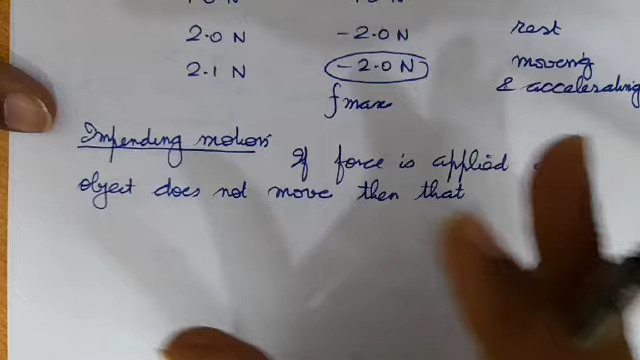 2.0 N -2.0 N rest
2.1 N -2.0 N moving
fmax & accelerating
Impending motion: If force is applied
object does not move then that